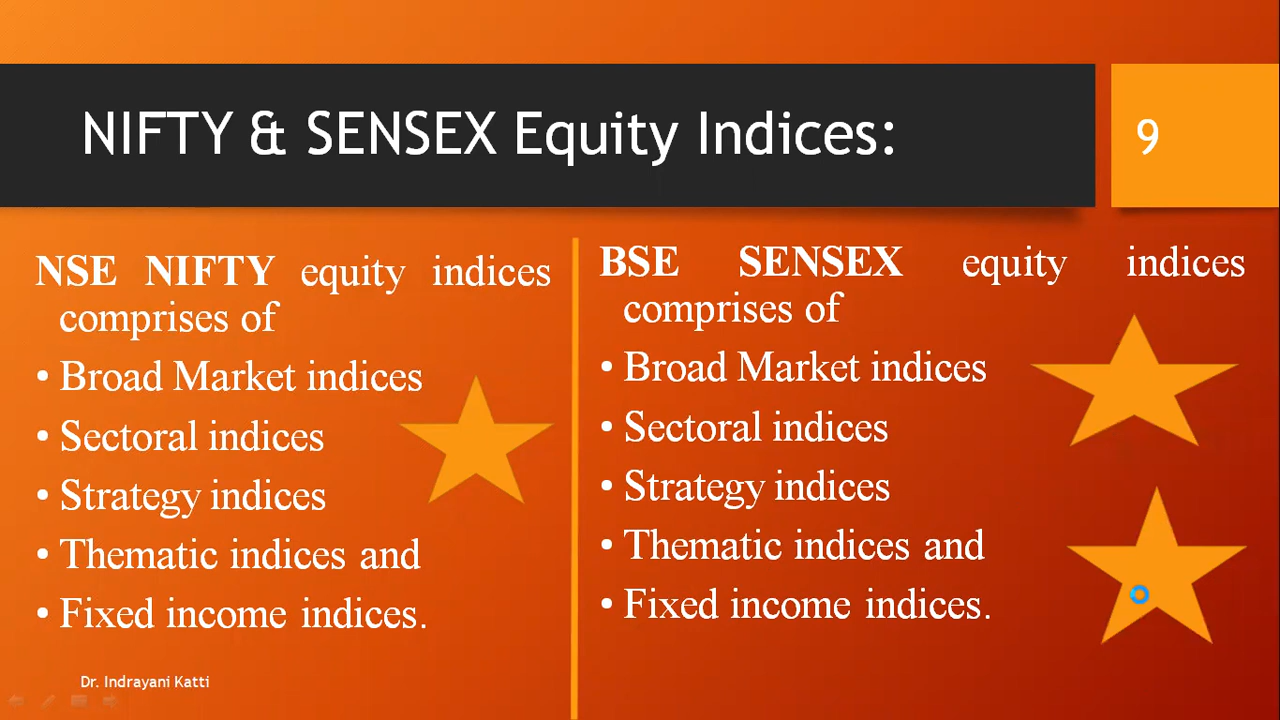 NIFTY & SENSEX Equity Indices:
9
NSE NIFTY equity indices
comprises of
• Broad Market indices
• Sectoral indices
• Strategy indices
• Thematic indices and
• Fixed income indices.
BSE SENSEX equity indices
comprises of
• Broad Market indices
• Sectoral indices
• Strategy indices
• Thematic indices and
• Fixed income indices.
Dr. Indrayani Katti